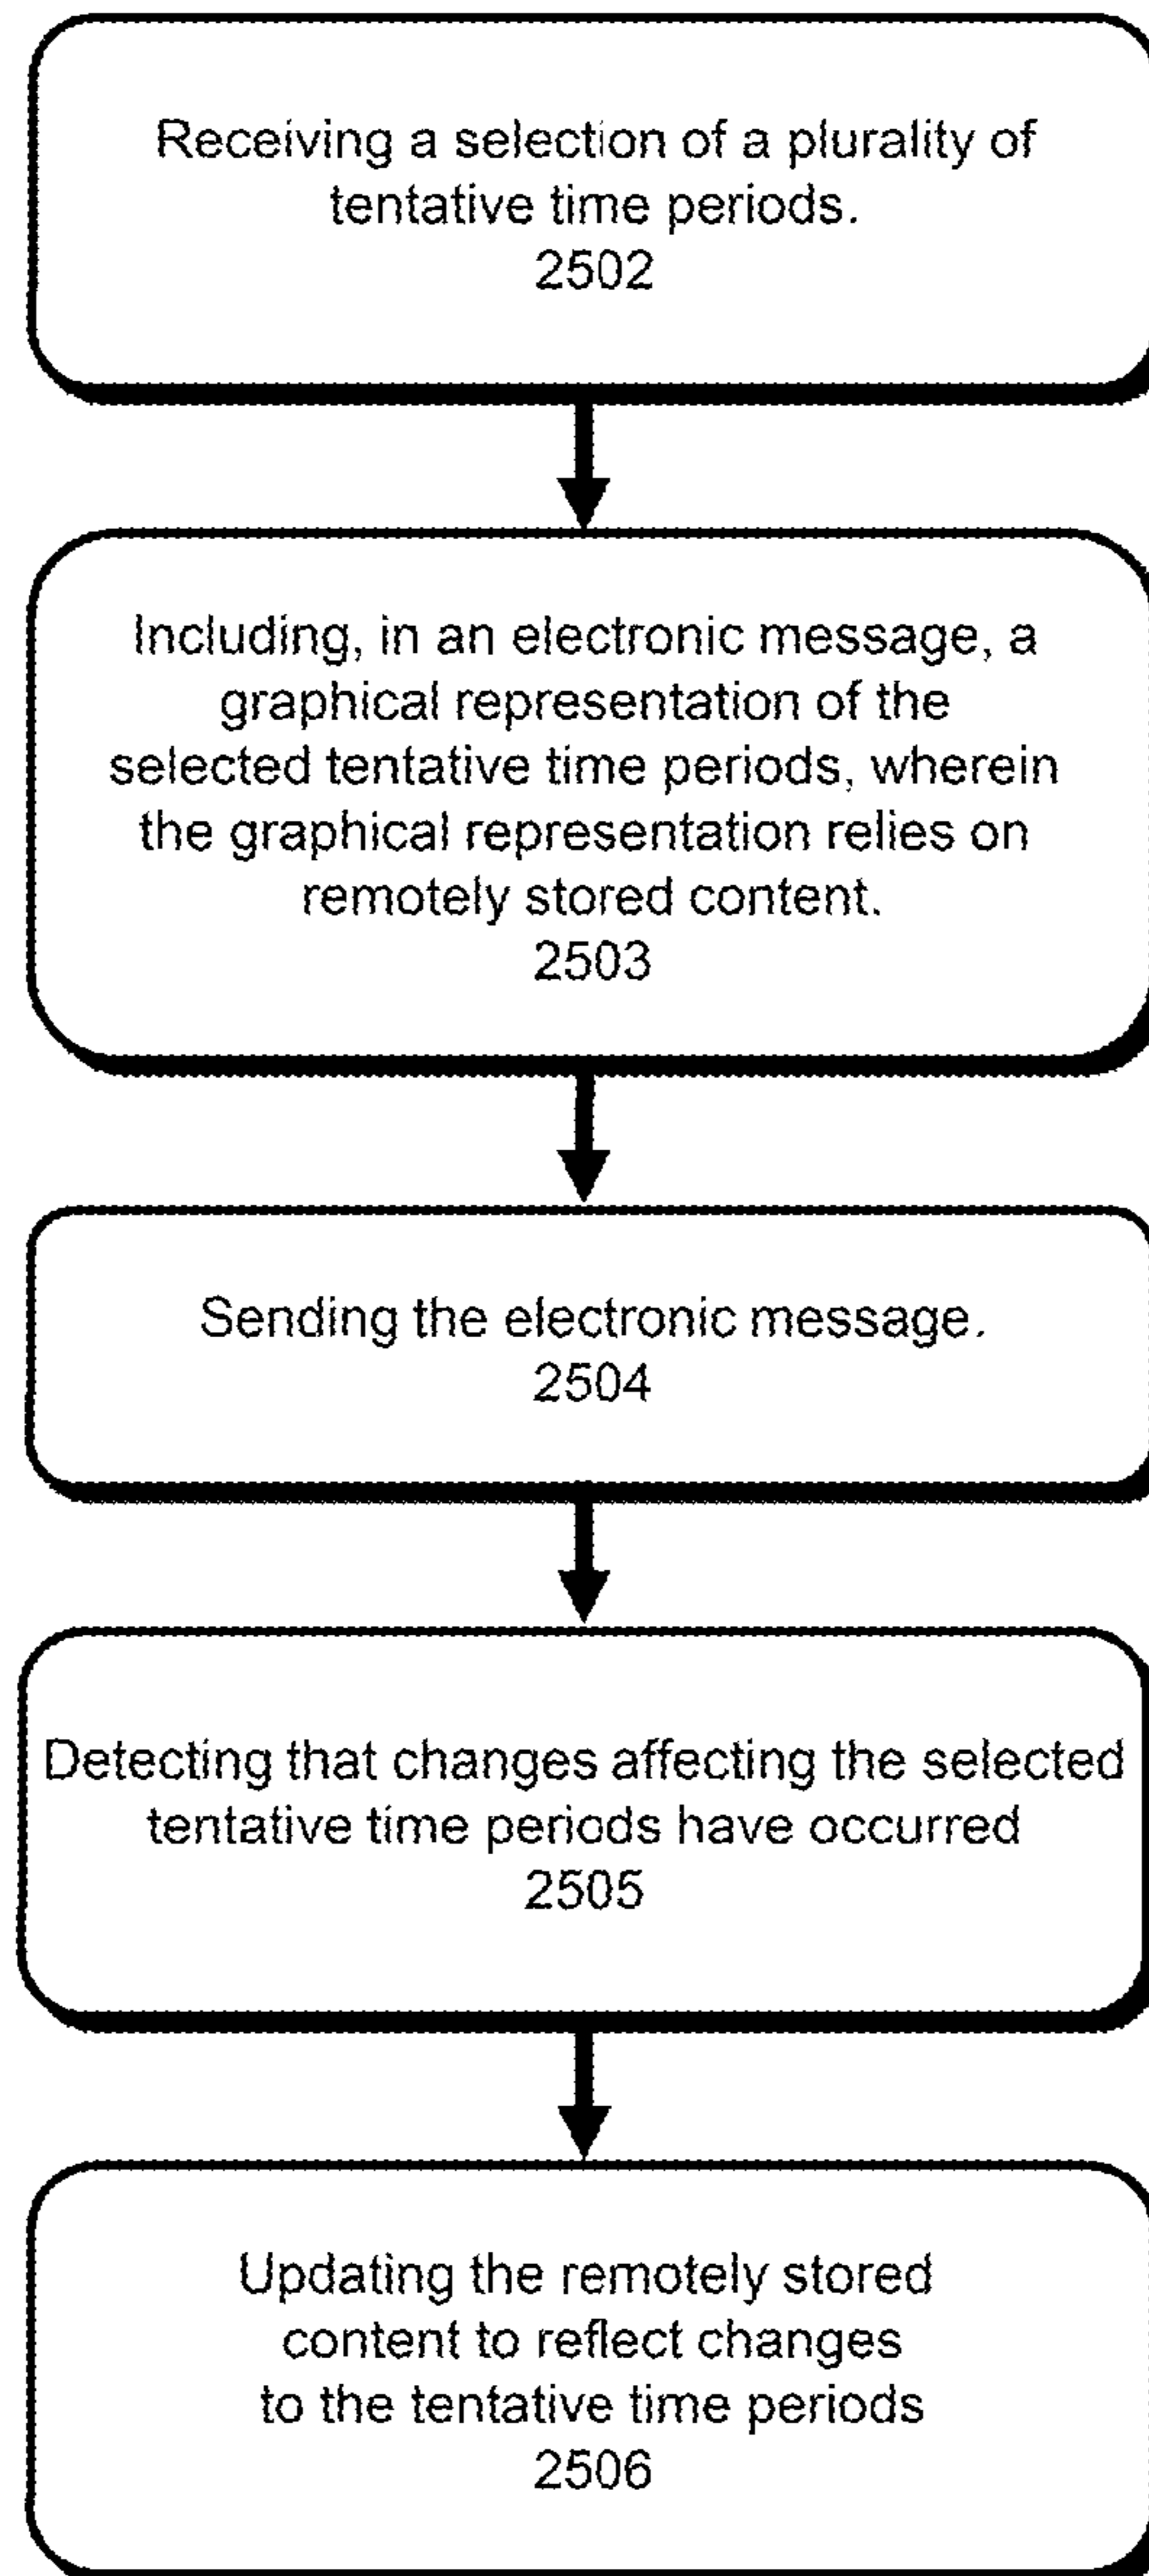 Receiving a selection of a plurality of
tentative time periods.
2502
Including, in an electronic message, a
graphical representation of the
selected tentative time periods, wherein
the graphical representation relies on
remotely stored content.
2503
Sending the electronic message.
2504
Detecting that changes affecting the selected
tentative time periods have occurred
2505
Updating the remotely stored
content to reflect changes
to the tentative time periods
2506